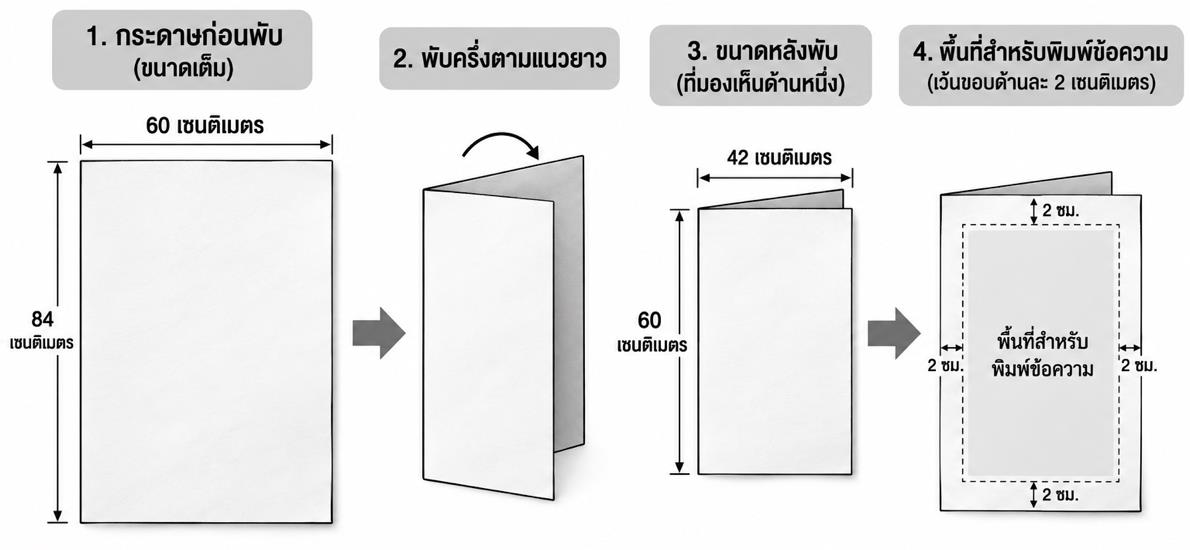 1. กระดาษก่อนพับ
(ขนาดเต็ม)
60 เซนติเมตร
84
เซนติเมตร
2. พับครึ่งตามแนวยาว
3. ขนาดหลังพับ
(ที่มองเห็นด้านหนึ่ง)
42 เซนติเมตร
60
เซนติเมตร
4. พื้นที่สำหรับพิมพ์ข้อความ
(เว้นขอบด้านละ 2 เซนติเมตร)
2 ซม.
2 ซม.
พื้นที่สำหรับ
พิมพ์ข้อความ
2 ซม.
2 ซม.